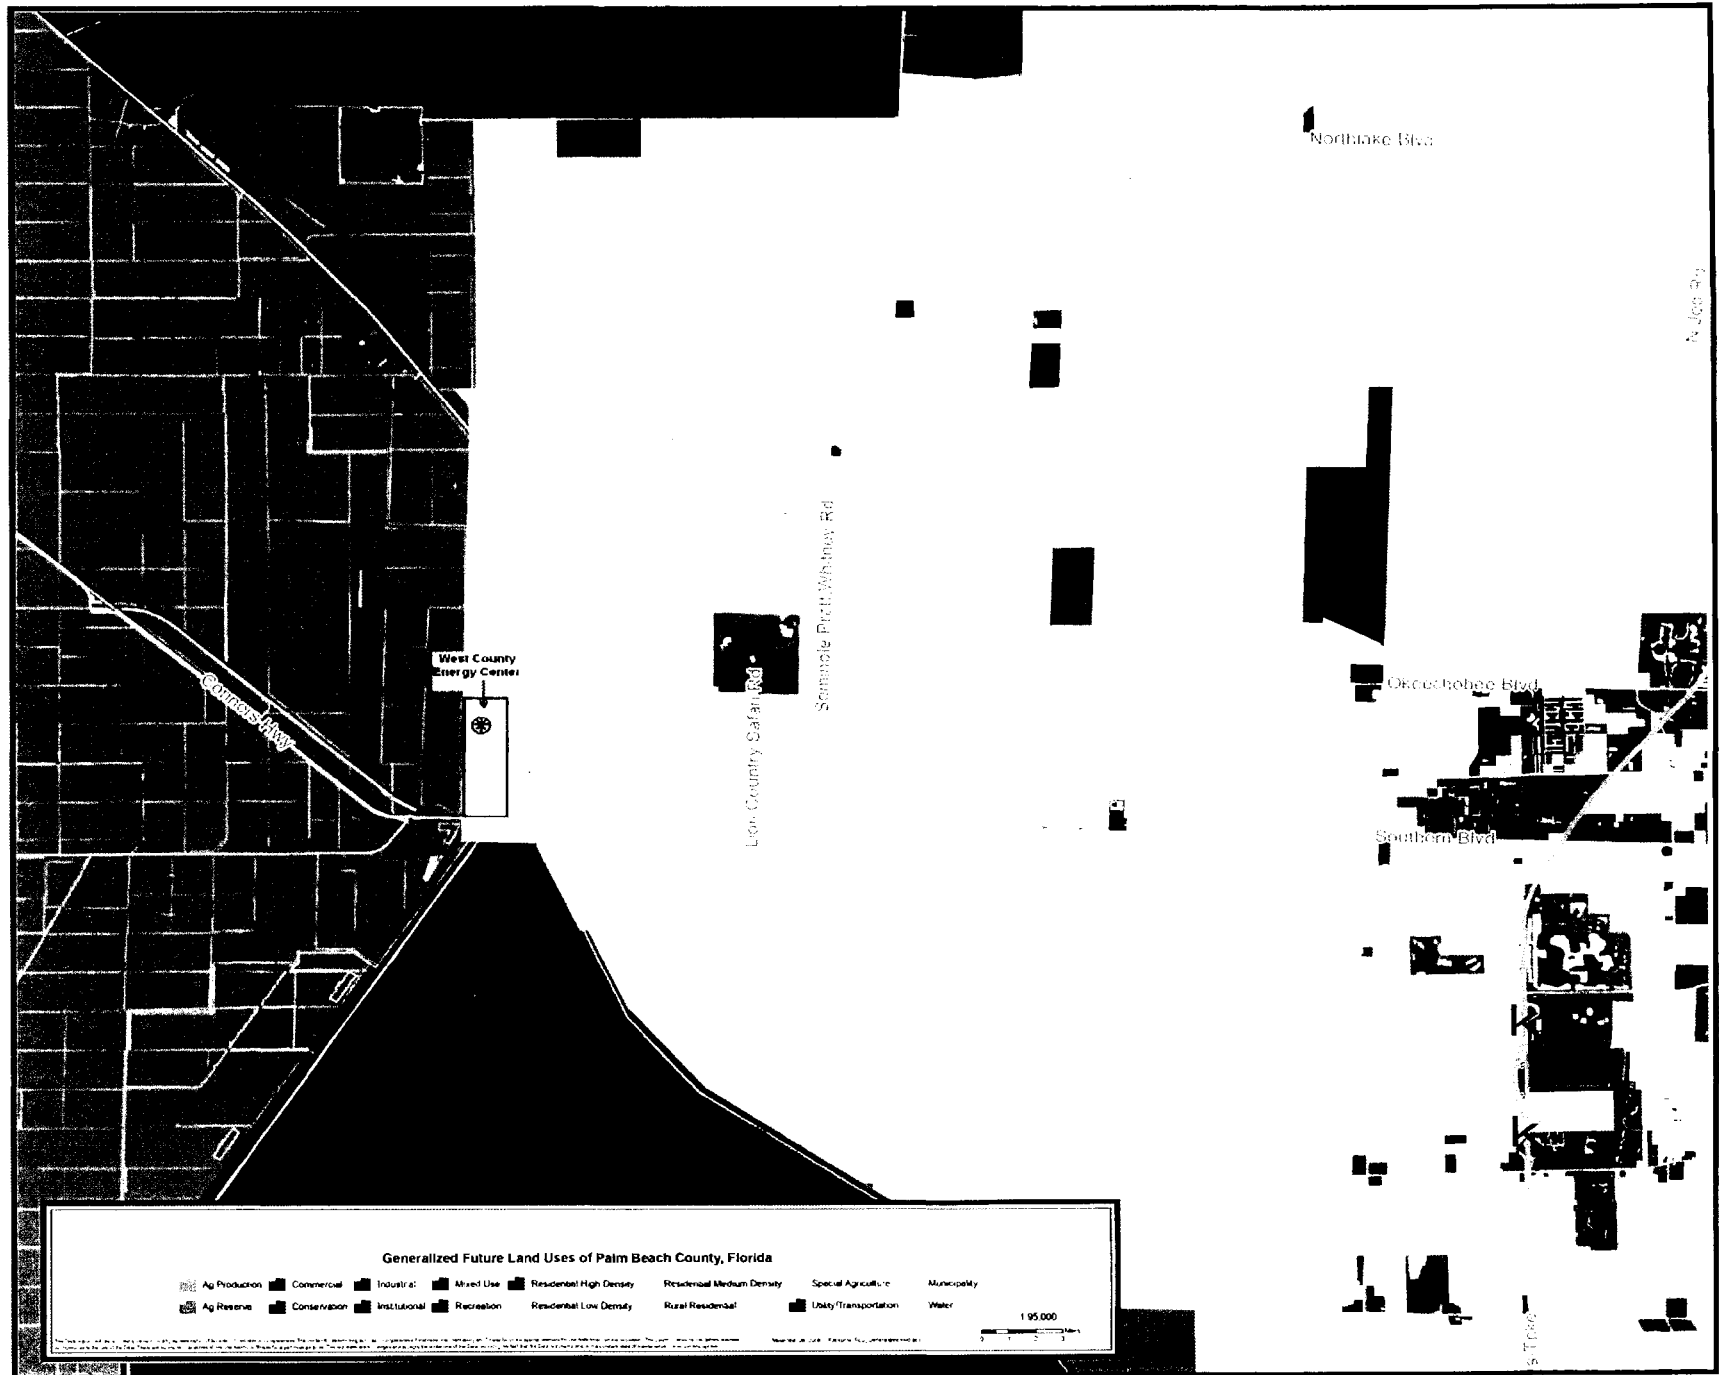 Northlake Blvd
N Jog Rd
Seminole Pratt Whitney Rd
West County
Energy Center
Okeechobee Blvd
Conners Hwy
Lion Country Safari Rd
Southern Blvd
s Tpke
Generalized Future Land Uses of Palm Beach County, Florida
Ag Production Commercial Industrial Mixed Use Residential High Density Residential Medium Density Special Agriculture Municipality
Ag Reserve Conservation Institutional Recreation Residential Low Density Rural Residential Utility/Transportation Water
1:95,000